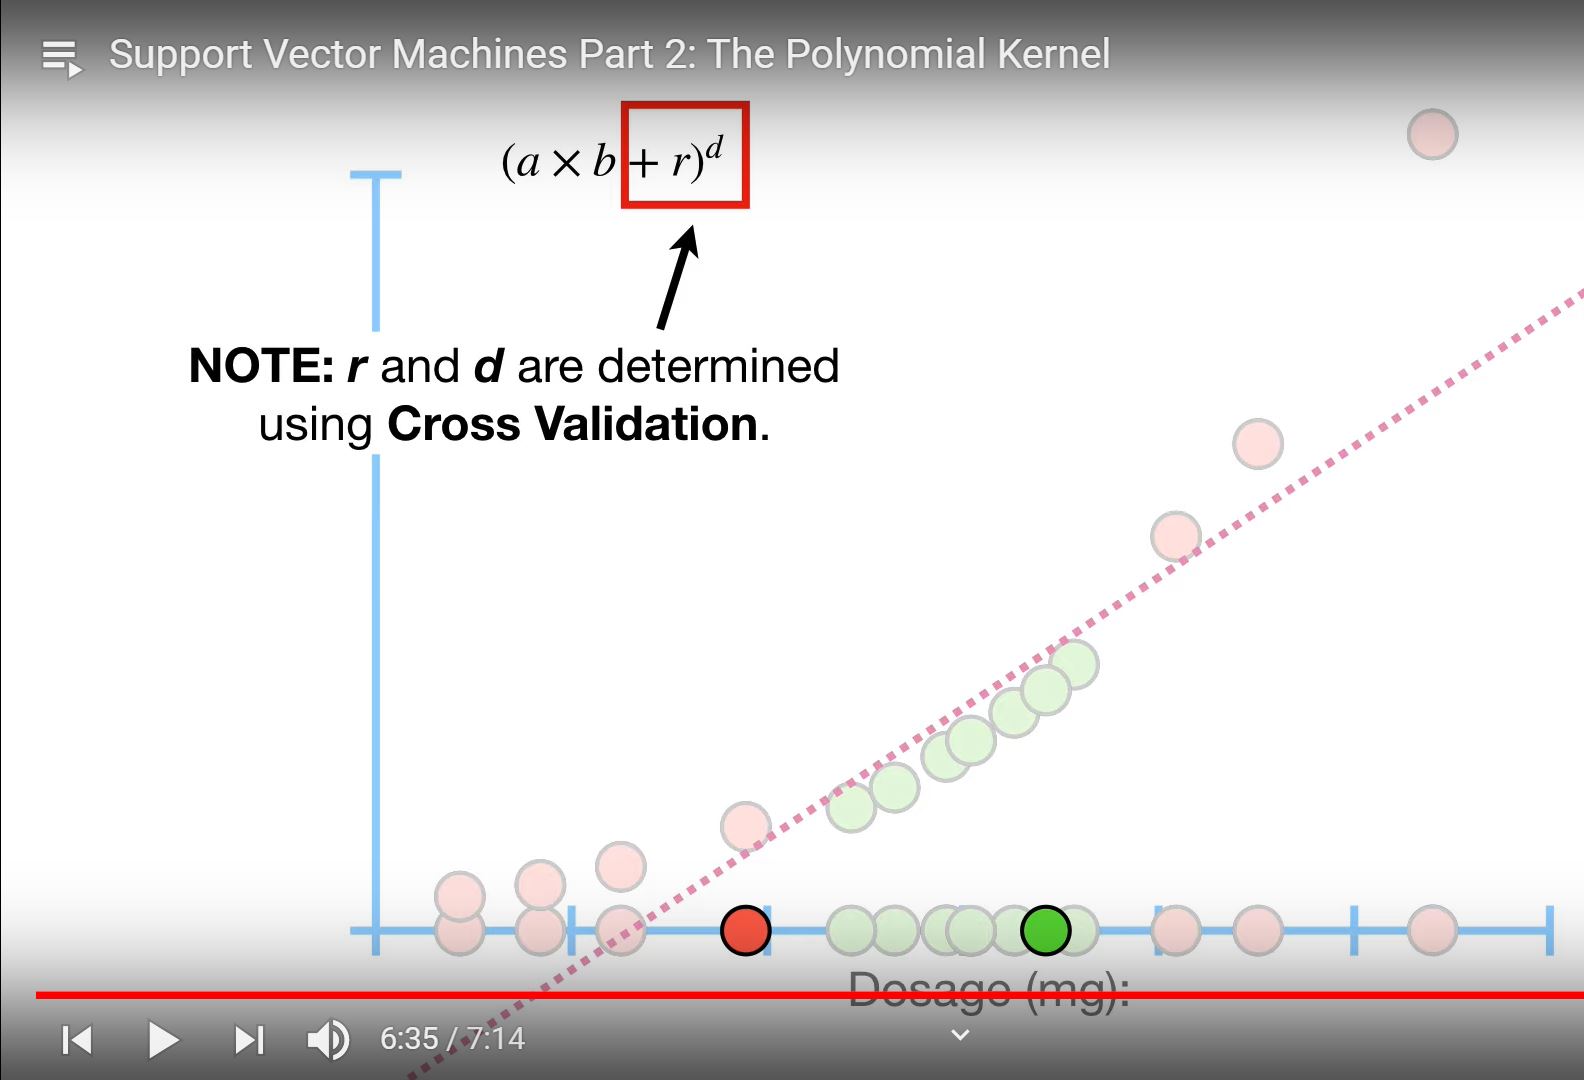 Support Vector Machines Part 2: The Polynomial Kernel
(a × b + r)^d
NOTE: r and d are determined
using Cross Validation.
Dosage (mg):
6:35 / 7:14